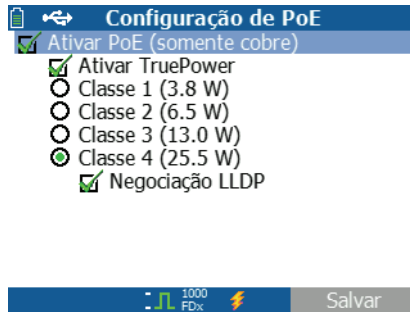 Configuração de PoE
Ativar PoE (somente cobre)
Ativar TruePower
Classe 1 (3.8 W)
Classe 2 (6.5 W)
Classe 3 (13.0 W)
Classe 4 (25.5 W)
Negociação LLDP
1000
FDx
Salvar